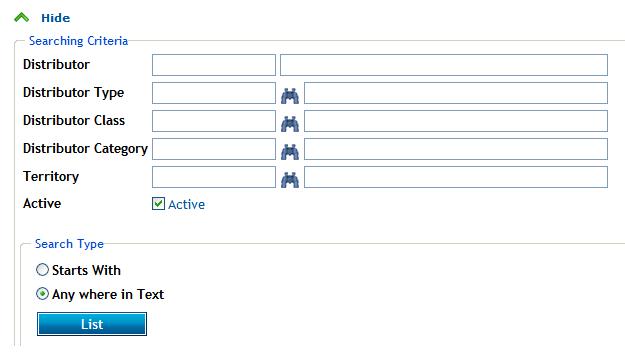 Hide
Searching Criteria
Distributor
Distributor Type
Distributor Class
Distributor Category
Territory
Active Active
Search Type
Starts With
Any where in Text
List